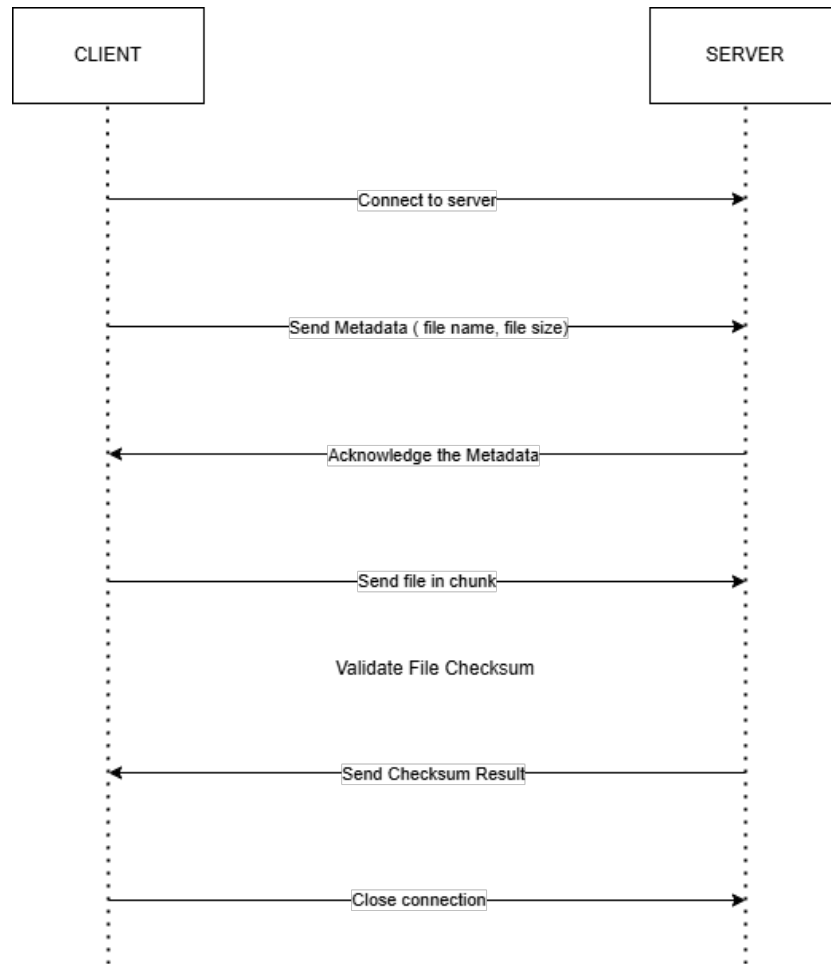 CLIENT
SERVER
Connect to server
Send Metadata ( file name, file size)
Acknowledge the Metadata
Send file in chunk
Validate File Checksum
Send Checksum Result
Close connection